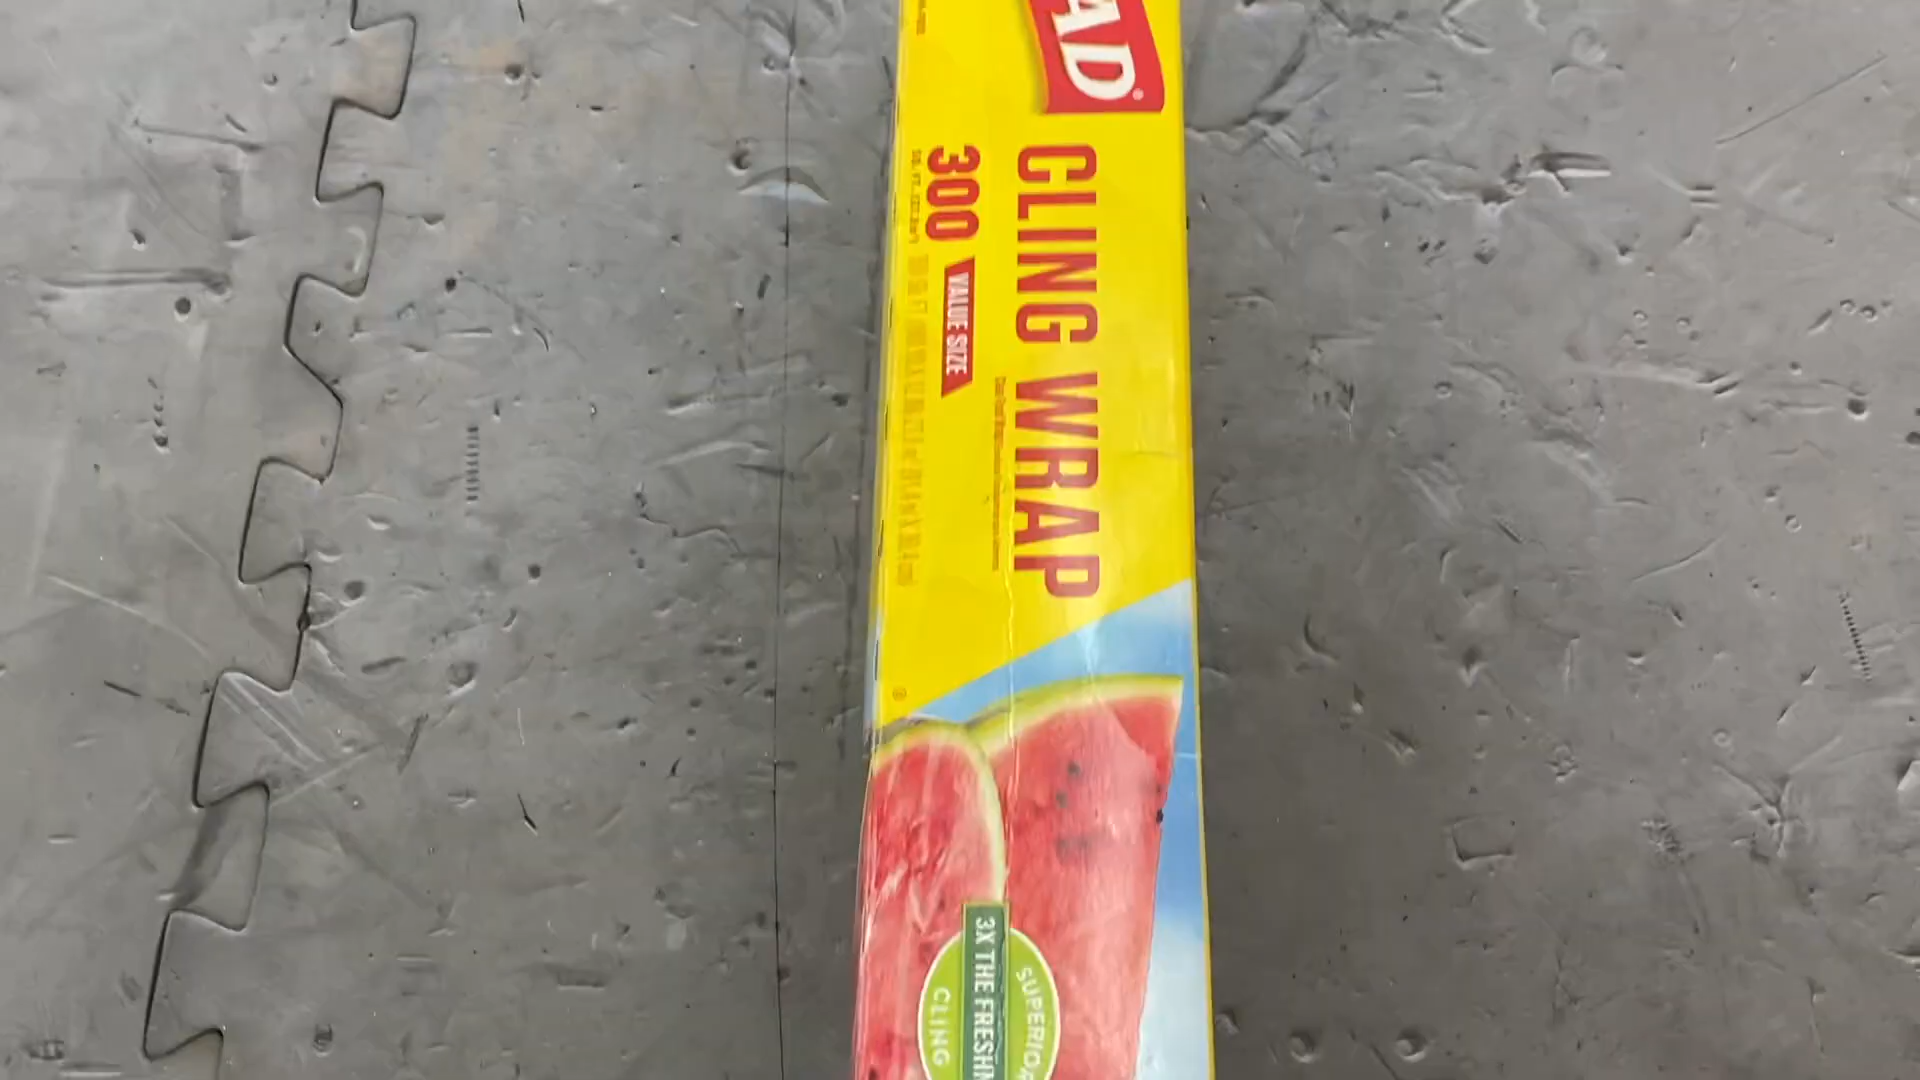 AD
CLING WRAP
300
VALUE SIZE
SUPERIOR
3X THE FRESHN
CLING